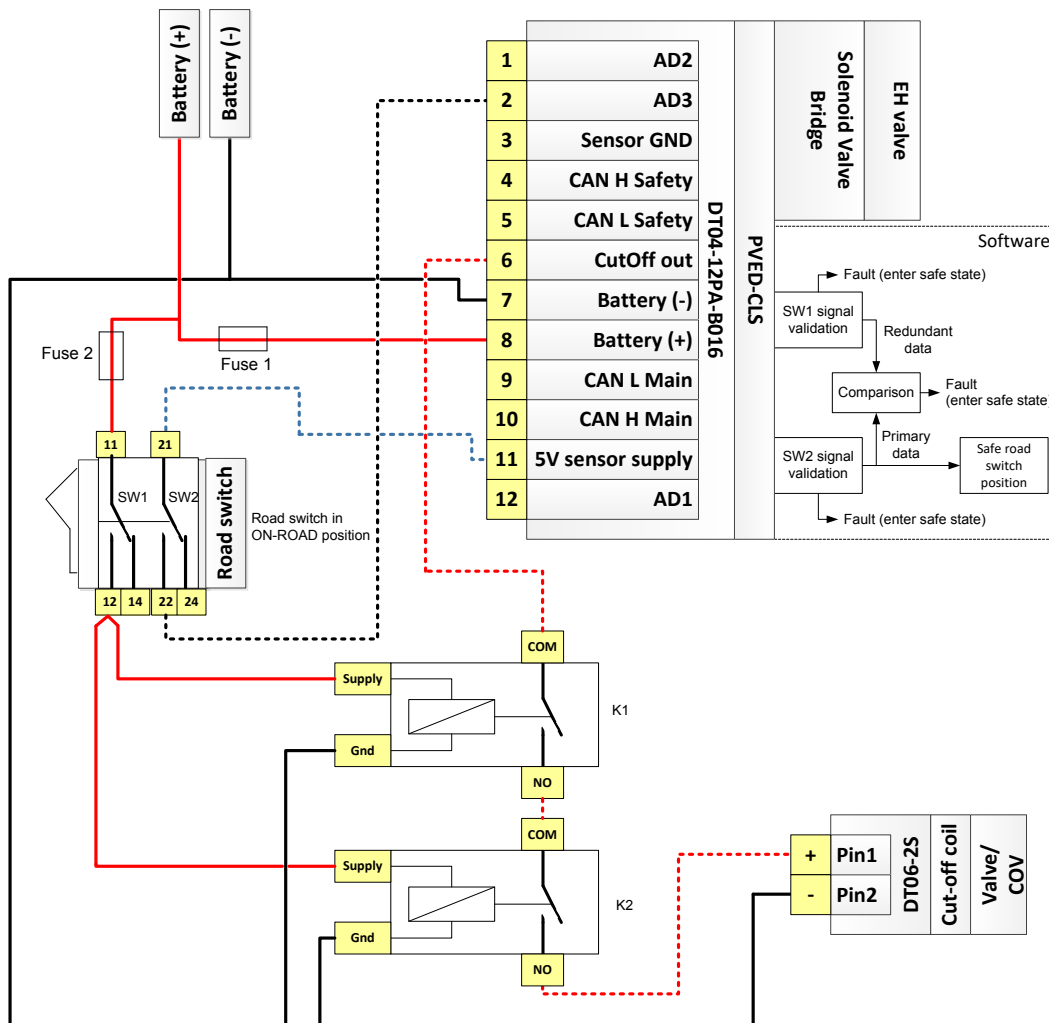 Battery (+)
Battery (-)
1 AD2
2 AD3
3 Sensor GND
4 CAN H Safety
5 CAN L Safety
6 CutOff out
7 Battery (-)
8 Battery (+)
9 CAN L Main
10 CAN H Main
11 5V sensor supply
12 AD1
DT04-12PA-B016
PVED-CLS
Solenoid Valve
Bridge
EH valve
Software
Fault (enter safe state)
SW1 signal
validation
Redundant
data
Comparison
Fault
(enter safe state)
Primary
data
SW2 signal
validation
Safe road
switch
position
Fault (enter safe state)
Fuse 2
Fuse 1
11
21
SW1
SW2
Road switch
Road switch in
ON-ROAD position
12
14
22
24
COM
Supply
K1
Gnd
NO
COM
Supply
K2
Gnd
NO
+ Pin1
- Pin2
DT06-2S
Cut-off coil
Valve/
COV